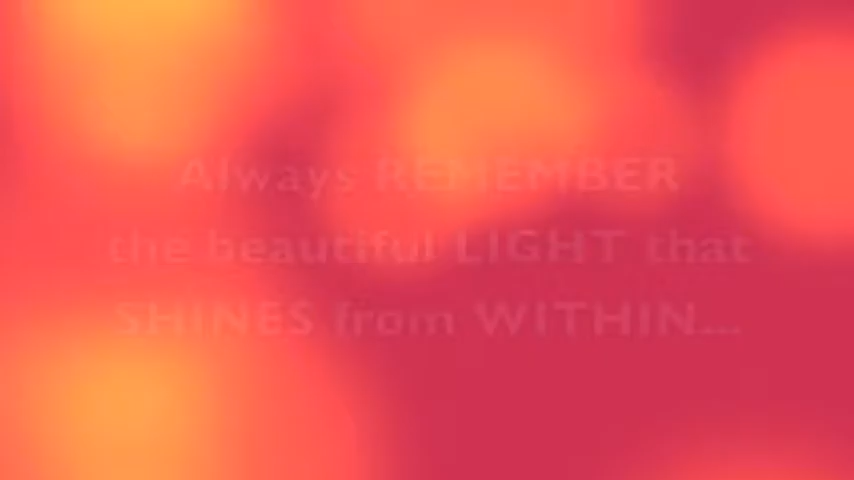 Always REMEMBER
the beautiful LIGHT that
SHINES from WITHIN...